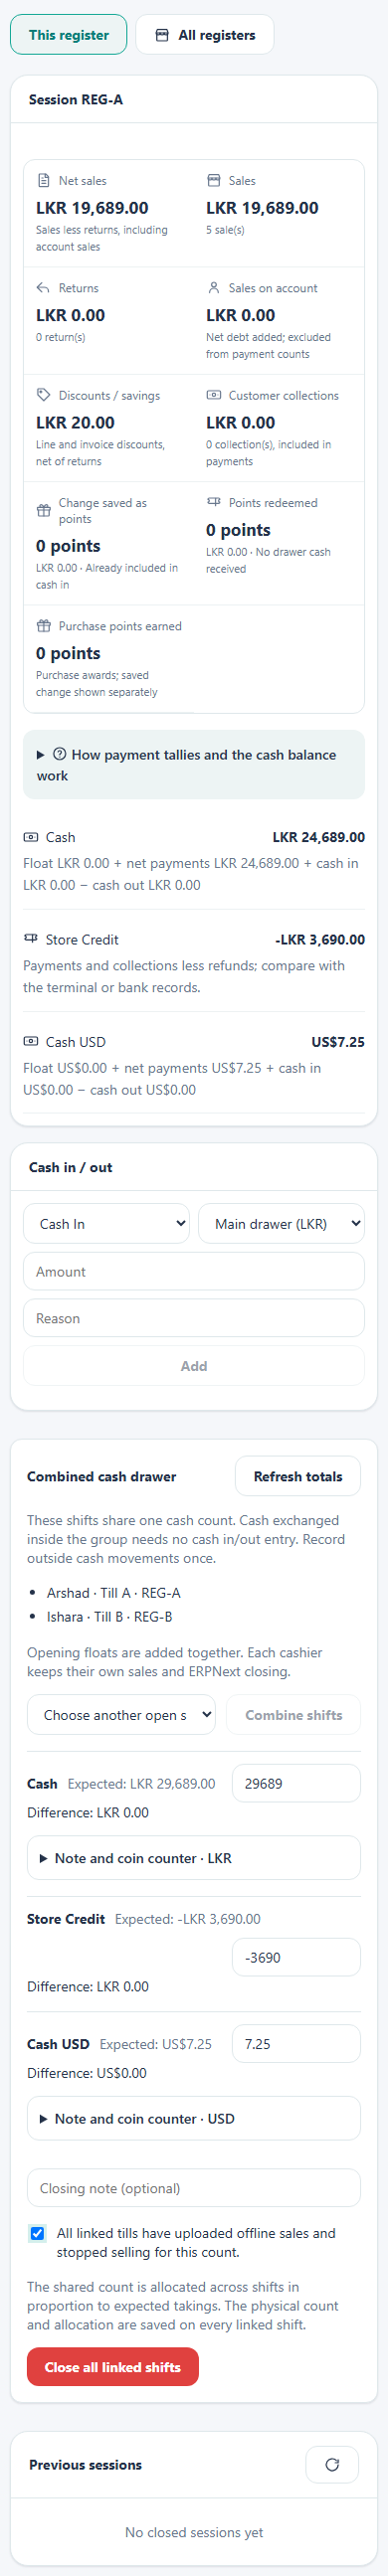 This register
All registers
Session REG-A
Net sales
LKR 19,689.00
Sales less returns, including
account sales
Sales
LKR 19,689.00
5 sale(s)
Returns
LKR 0.00
0 return(s)
Sales on account
LKR 0.00
Net debt added; excluded
from payment counts
Discounts / savings
LKR 20.00
Line and invoice discounts,
net of returns
Customer collections
LKR 0.00
0 collection(s), included in
payments
Change saved as
points
0 points
LKR 0.00 · Already included in
cash in
Points redeemed
0 points
LKR 0.00 · No drawer cash
received
Purchase points earned
0 points
Purchase awards; saved
change shown separately
How payment tallies and the cash balance
work
Cash LKR 24,689.00
Float LKR 0.00 + net payments LKR 24,689.00 + cash in
LKR 0.00 − cash out LKR 0.00
Store Credit -LKR 3,690.00
Payments and collections less refunds; compare with
the terminal or bank records.
Cash USD US$7.25
Float US$0.00 + net payments US$7.25 + cash in
US$0.00 − cash out US$0.00
Cash in / out
Cash In
Main drawer (LKR)
Amount
Reason
Add
Combined cash drawer
Refresh totals
These shifts share one cash count. Cash exchanged
inside the group needs no cash in/out entry. Record
outside cash movements once.
• Arshad · Till A · REG-A
• Ishara · Till B · REG-B
Opening floats are added together. Each cashier
keeps their own sales and ERPNext closing.
Choose another open s
Combine shifts
Cash Expected: LKR 29,689.00 29689
Difference: LKR 0.00
Note and coin counter · LKR
Store Credit Expected: -LKR 3,690.00
-3690
Difference: LKR 0.00
Cash USD Expected: US$7.25 7.25
Difference: US$0.00
Note and coin counter · USD
Closing note (optional)
All linked tills have uploaded offline sales and
stopped selling for this count.
The shared count is allocated across shifts in
proportion to expected takings. The physical count
and allocation are saved on every linked shift.
Close all linked shifts
Previous sessions
No closed sessions yet